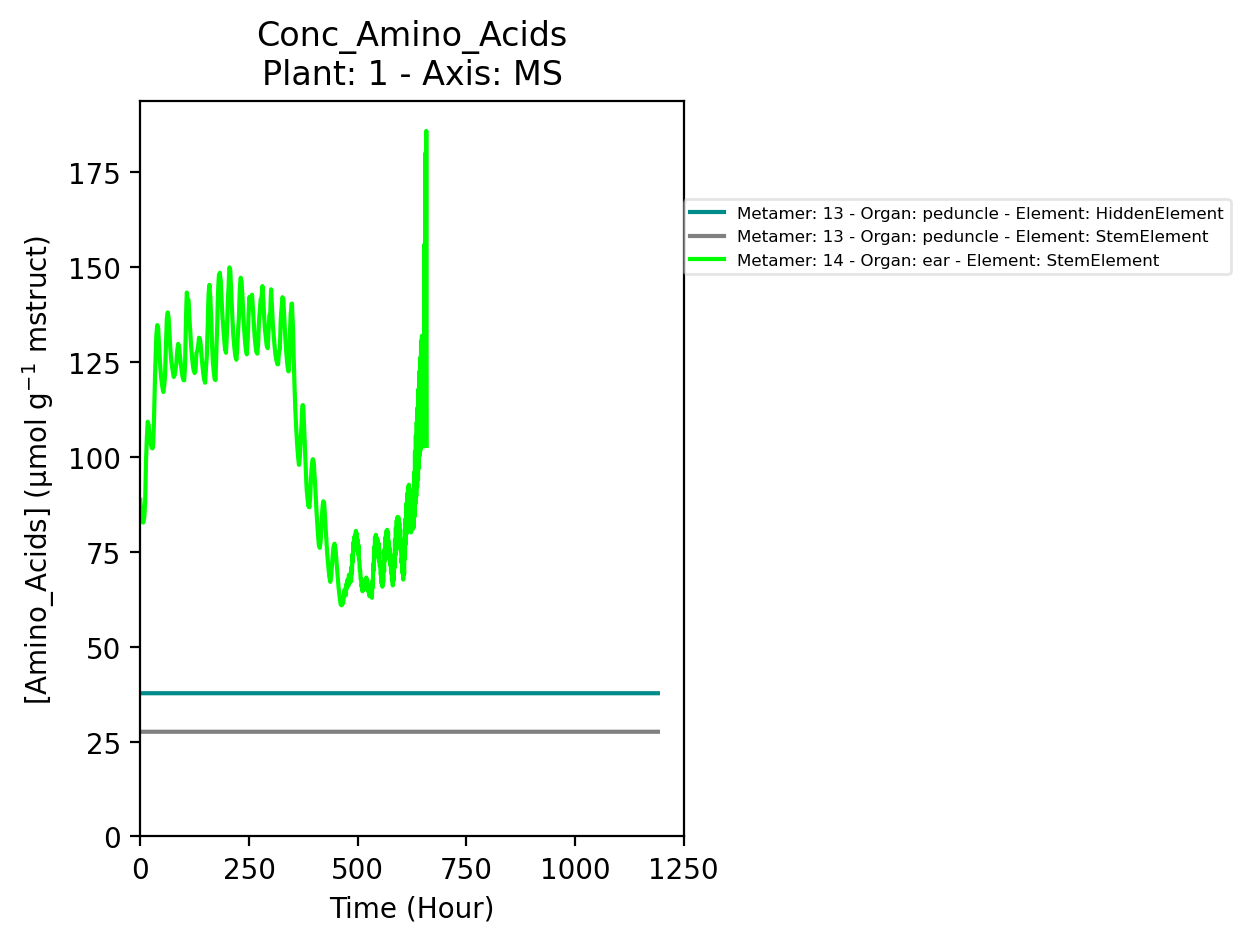 Conc_Amino_Acids
Plant: 1 - Axis: MS
[Amino_Acids] (µmol g⁻¹ mstruct)
175
150
125
100
75
50
25
0
0 250 500 750 1000 1250
Time (Hour)
Metamer: 13 - Organ: peduncle - Element: HiddenElement
Metamer: 13 - Organ: peduncle - Element: StemElement
Metamer: 14 - Organ: ear - Element: StemElement